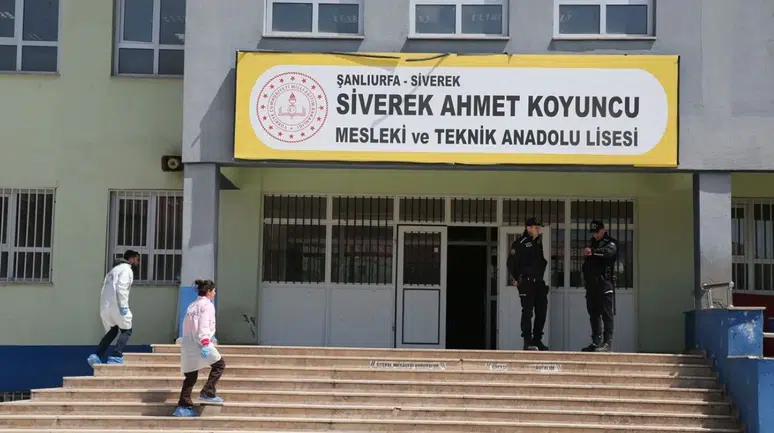 ŞANLIURFA - SİVEREK
SİVEREK AHMET KOYUNCU
MESLEKİ ve TEKNİK ANADOLU LİSESİ